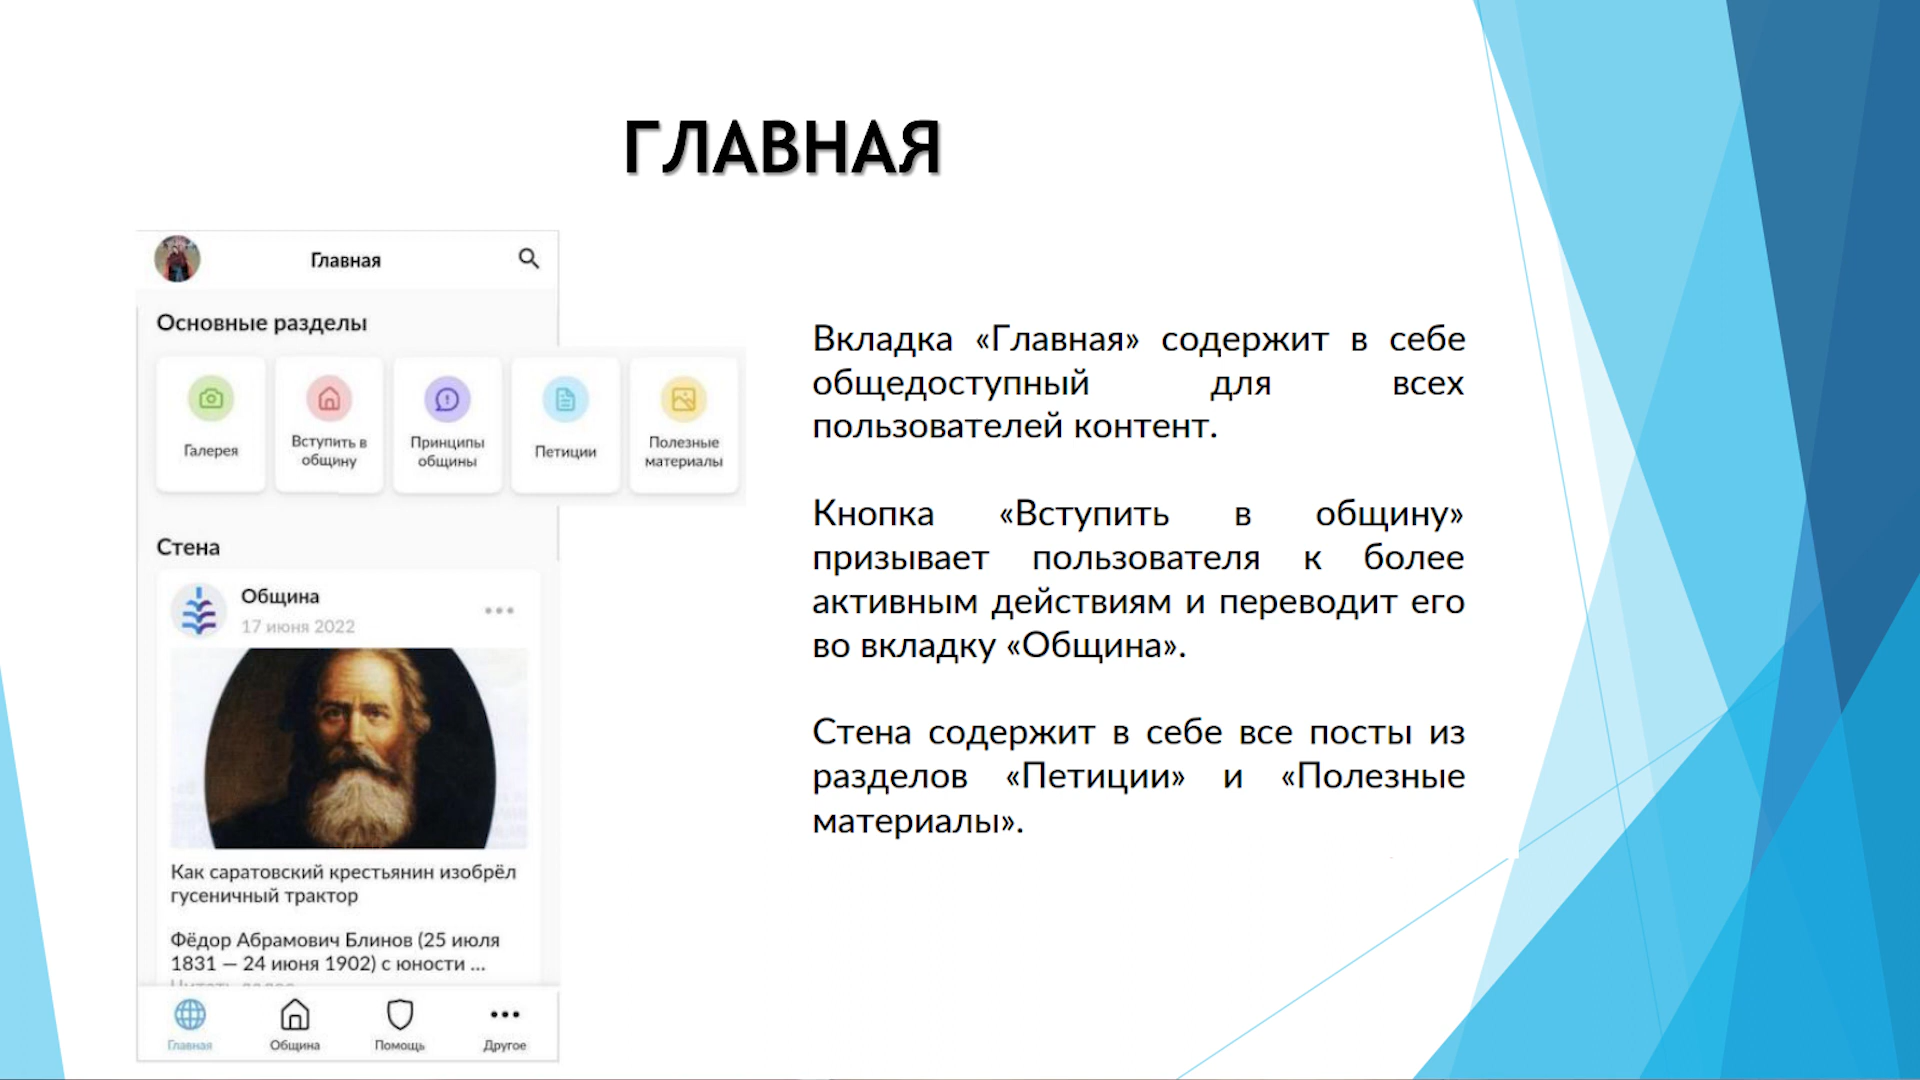 ГЛАВНАЯ
Главная
Основные разделы
Галерея
Вступить в
общину
Принципы
общины
Петиции
Полезные
материалы
Стена
Община
17 июня 2022
Как саратовский крестьянин изобрёл
гусеничный трактор
Фёдор Абрамович Блинов (25 июля
1831 — 24 июня 1902) с юности ...
Главная
Община
Помощь
Другое
Вкладка «Главная» содержит в себе
общедоступный для всех
пользователей контент.
Кнопка «Вступить в общину»
призывает пользователя к более
активным действиям и переводит его
во вкладку «Община».
Стена содержит в себе все посты из
разделов «Петиции» и «Полезные
материалы».